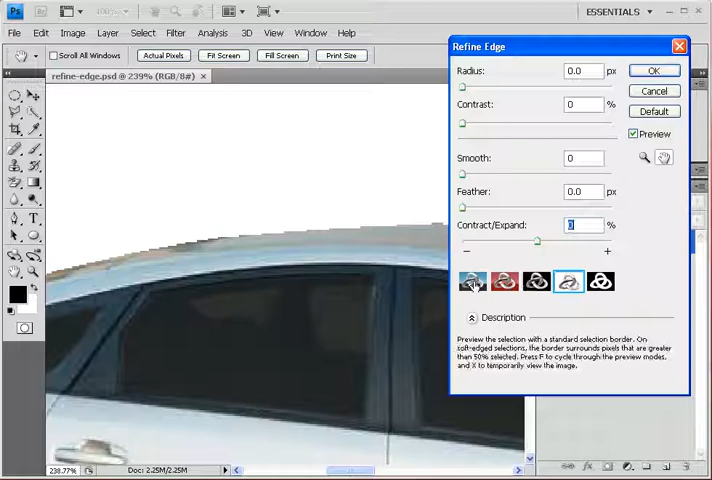 Ps
Br
100%
ESSENTIALS
File Edit Image Layer Select Filter Analysis 3D View Window Help
Scroll All Windows
Actual Pixels
Fit Screen
Fill Screen
Print Size
refine-edge.psd @ 239% (RGB/8#) ×
Refine Edge
Radius: 0.0 px
OK
Cancel
Contrast: 0 %
Default
Preview
Smooth: 0
Feather: 0.0 px
Contract/Expand: 0 %
− +
Description
Preview the selection with a standard selection border. On
soft-edged selections, the border surrounds pixels that are greater
than 50% selected. Press F to cycle through the preview modes,
and X to temporarily view the image.
238.77%
Doc: 2.25M/2.25M